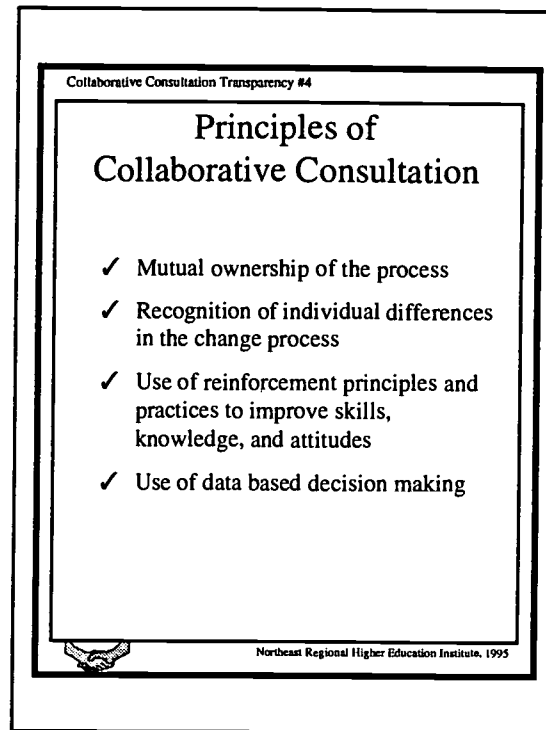 Collaborative Consultation Transparency #4
Principles of
Collaborative Consultation
✓ Mutual ownership of the process
✓ Recognition of individual differences
in the change process
✓ Use of reinforcement principles and
practices to improve skills,
knowledge, and attitudes
✓ Use of data based decision making
Northeast Regional Higher Education Institute, 1995